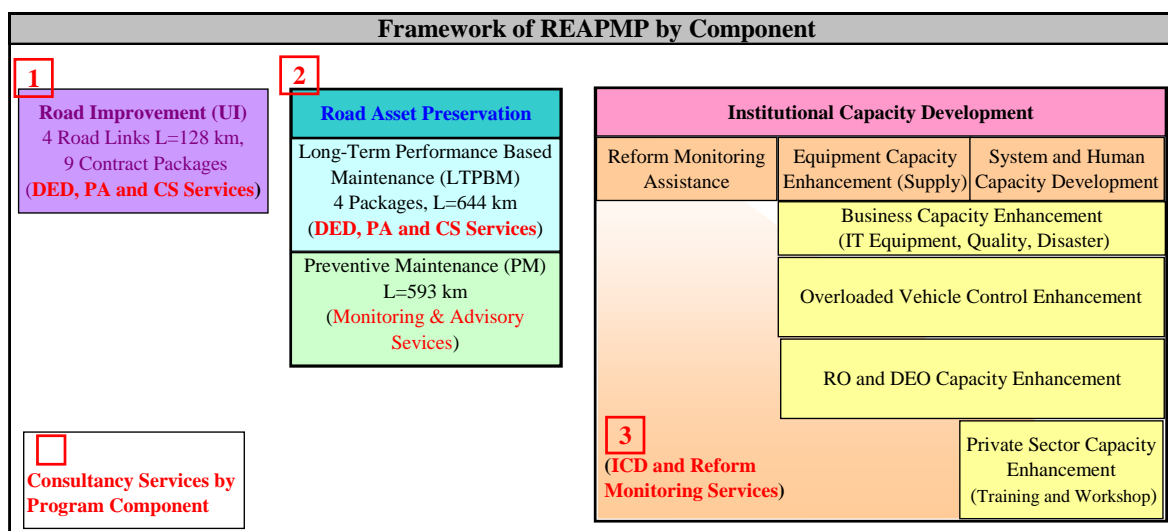 Framework of REAPMP by Component
1
Road Improvement (UI)
4 Road Links L=128 km,
9 Contract Packages
(DED, PA and CS Services)
2
Road Asset Preservation
Long-Term Performance Based
Maintenance (LTPBM)
4 Packages, L=644 km
(DED, PA and CS Services)
Preventive Maintenance (PM)
L=593 km
(Monitoring & Advisory
Sevices)
Institutional Capacity Development
Reform Monitoring
Assistance
Equipment Capacity
Enhancement (Supply)
System and Human
Capacity Development
Business Capacity Enhancement
(IT Equipment, Quality, Disaster)
Overloaded Vehicle Control Enhancement
RO and DEO Capacity Enhancement
3
(ICD and Reform
Monitoring Services)
Private Sector Capacity
Enhancement
(Training and Workshop)
Consultancy Services by
Program Component